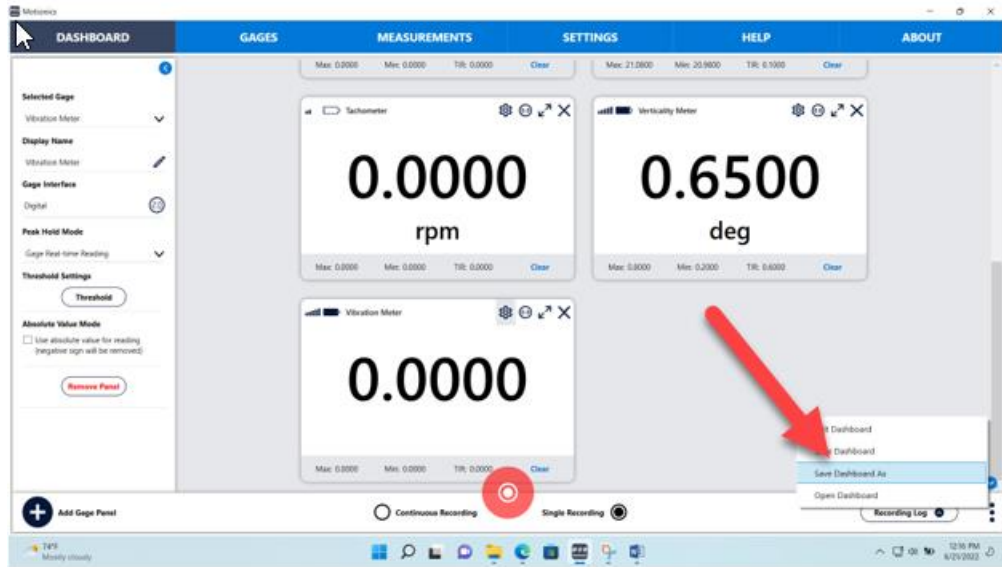 Motionics
DASHBOARD GAGES MEASUREMENTS SETTINGS HELP ABOUT
Max: 0.0000 Min: 0.0000 TIR: 0.0000 Clear
Max: 21.0800 Min: 20.9800 TIR: 0.1000 Clear
Selected Gage
Vibration Meter
Display Name
Vibration Meter
Gage Interface
Digital
Peak Hold Mode
Gage Real-time Reading
Threshold Settings
Threshold
Absolute Value Mode
Use absolute value for reading
(negative sign will be removed)
Remove Panel
Tachometer
0.0000
rpm
Max: 0.0000 Min: 0.0000 TIR: 0.0000 Clear
Verticality Meter
0.6500
deg
Max: 0.8000 Min: 0.2000 TIR: 0.6000 Clear
Vibration Meter
0.0000
Max: 0.0000 Min: 0.0000 TIR: 0.0000 Clear
Dashboard
Dashboard
Save Dashboard As
Open Dashboard
Add Gage Panel
Continuous Recording
Single Recording
Recording Log
74°F
Mostly cloudy
12:16 PM
6/21/2022